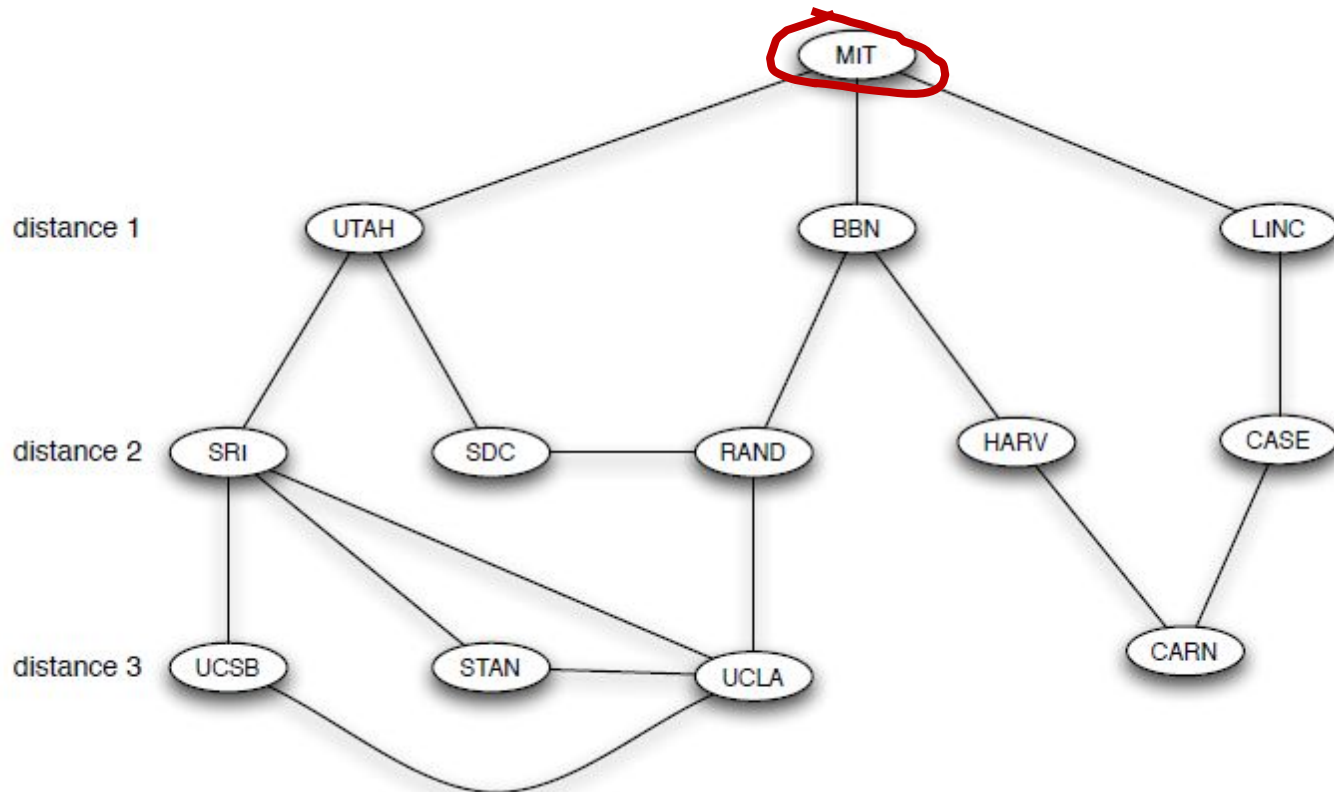 MIT
distance 1 UTAH BBN LINC
distance 2 SRI SDC RAND HARV CASE
distance 3 UCSB STAN UCLA CARN